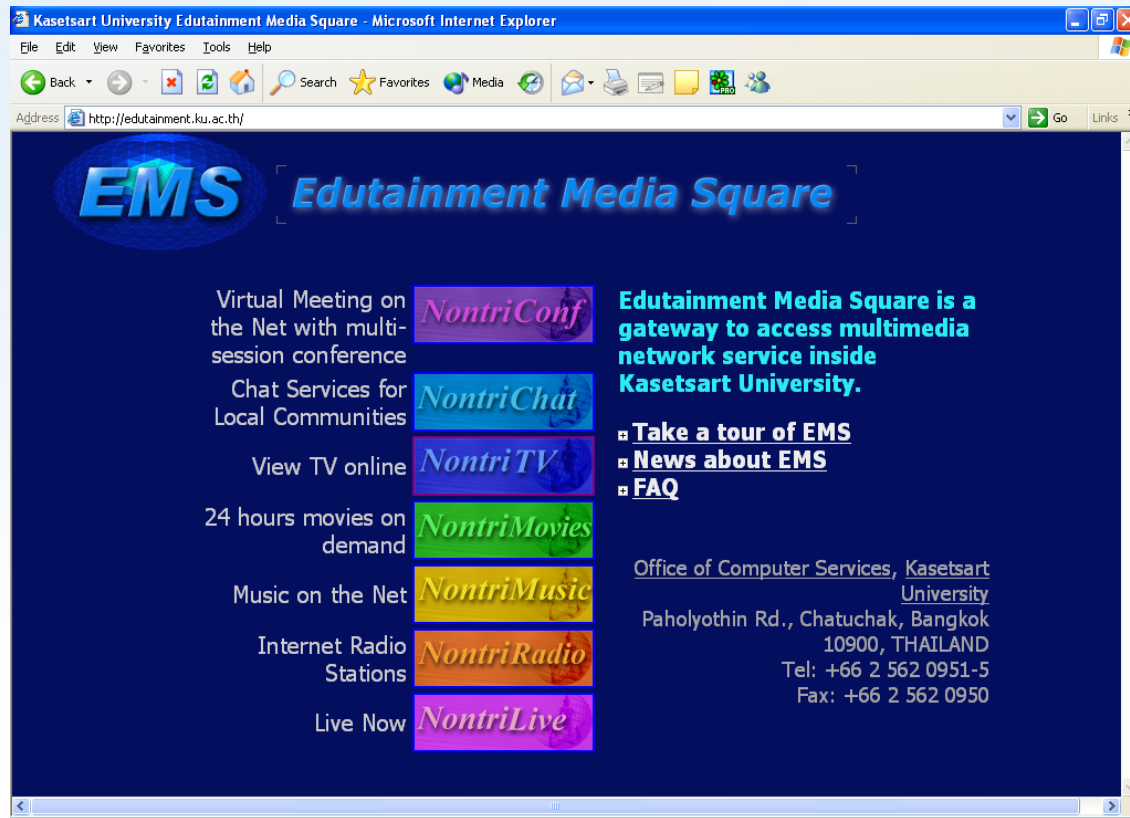 Kasetsart University Edutainment Media Square - Microsoft Internet Explorer
File Edit View Favorites Tools Help
Back Search Favorites Media PRO
Address http://edutainment.ku.ac.th/ Go Links
EMS Edutainment Media Square
Virtual Meeting on
the Net with multi-
session conference
NontriConf
Chat Services for
Local Communities
NontriChat
View TV online
NontriTV
24 hours movies on
demand
NontriMovies
Music on the Net
NontriMusic
Internet Radio
Stations
NontriRadio
Live Now
NontriLive
Edutainment Media Square is a
gateway to access multimedia
network service inside
Kasetsart University.
Take a tour of EMS
News about EMS
FAQ
Office of Computer Services, Kasetsart
University
Paholyothin Rd., Chatuchak, Bangkok
10900, THAILAND
Tel: +66 2 562 0951-5
Fax: +66 2 562 0950